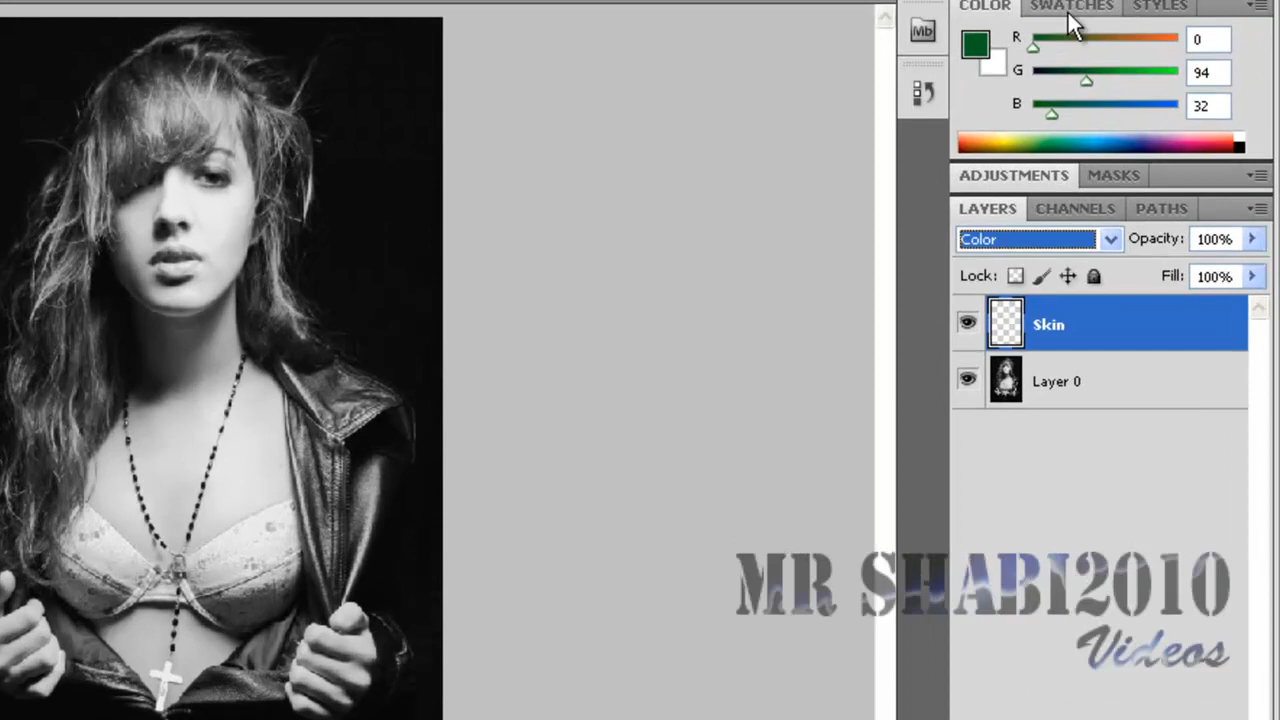 COLOR SWATCHES STYLES
Mb
R 0
G 94
B 32
ADJUSTMENTS MASKS
LAYERS CHANNELS PATHS
Color Opacity: 100%
Lock: Fill: 100%
Skin
Layer 0
MR SHABI2010
Videos